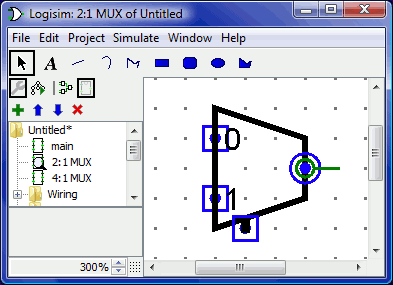 Logisim: 2:1 MUX of Untitled
File Edit Project Simulate Window Help
A
Untitled*
main
2:1 MUX
4:1 MUX
Wiring
0
1
300%